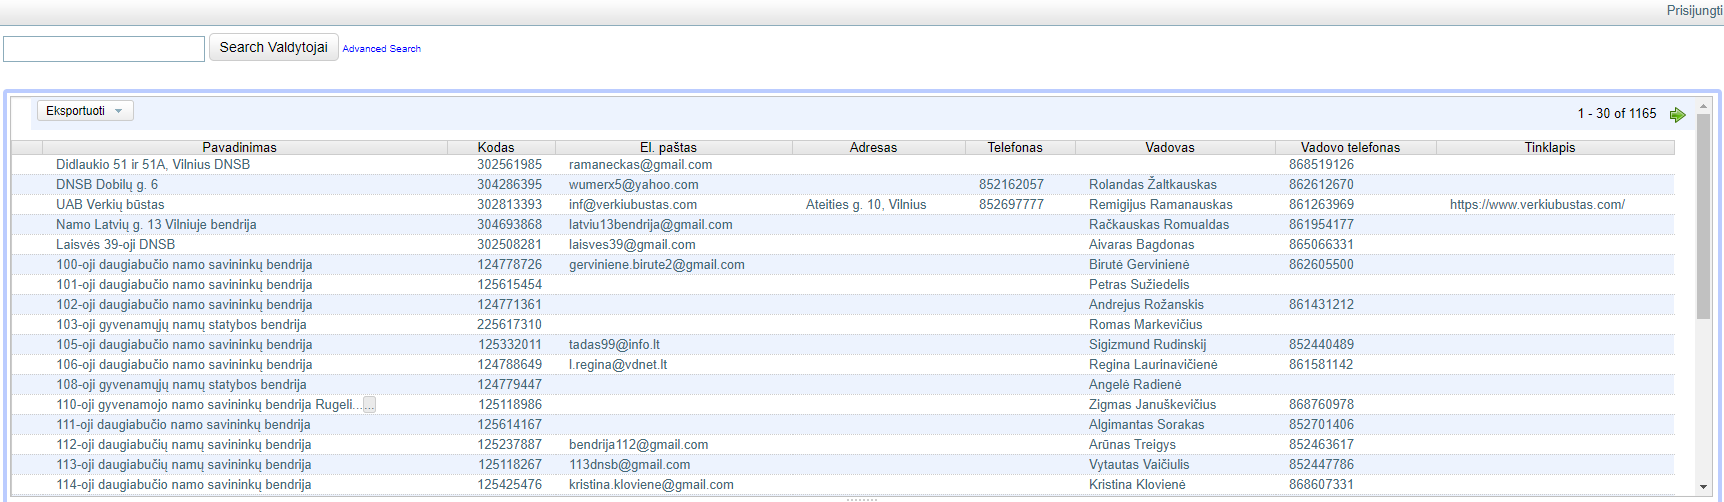 Prisijungti
Search Valdytojai Advanced Search
Eksportuoti 1 - 30 of 1165
Pavadinimas Kodas El. paštas Adresas Telefonas Vadovas Vadovo telefonas Tinklapis
Didlaukio 51 ir 51A, Vilnius DNSB 302561985 ramaneckas@gmail.com 868519126
DNSB Dobilų g. 6 304286395 wumerx5@yahoo.com 852162057 Rolandas Žaltkauskas 862612670
UAB Verkių būstas 302813393 inf@verkiubustas.com Ateities g. 10, Vilnius 852697777 Remigijus Ramanauskas 861263969 https://www.verkiubustas.com/
Namo Latvių g. 13 Vilniuje bendrija 304693868 latviu13bendrija@gmail.com Račkauskas Romualdas 861954177
Laisvės 39-oji DNSB 302508281 laisves39@gmail.com Aivaras Bagdonas 865066331
100-oji daugiabučio namo savininkų bendrija 124778726 gerviniene.birute2@gmail.com Birutė Gervinienė 862605500
101-oji daugiabučio namo savininkų bendrija 125615454 Petras Sužiedelis
102-oji daugiabučio namo savininkų bendrija 124771361 Andrejus Rožanskis 861431212
103-oji gyvenamųjų namų statybos bendrija 225617310 Romas Markevičius
105-oji daugiabučio namo savininkų bendrija 125332011 tadas99@info.lt Sigizmund Rudinskij 852440489
106-oji daugiabučio namo savininkų bendrija 124788649 l.regina@vdnet.lt Regina Laurinavičienė 861581142
108-oji gyvenamųjų namų statybos bendrija 124779447 Angelė Radienė
110-oji gyvenamojo namo savininkų bendrija Rugeli...... 125118986 Zigmas Januškevičius 868760978
111-oji daugiabučio namo savininkų bendrija 125614167 Algimantas Sorakas 852701406
112-oji daugiabučių namų savininkų bendrija 125237887 bendrija112@gmail.com Arūnas Treigys 852463617
113-oji daugiabučių namų savininkų bendrija 125118267 113dnsb@gmail.com Vytautas Vaičiulis 852447786
114-oji daugiabučių namų savininkų bendrija 125425476 kristina.kloviene@gmail.com Kristina Klovienė 868607331